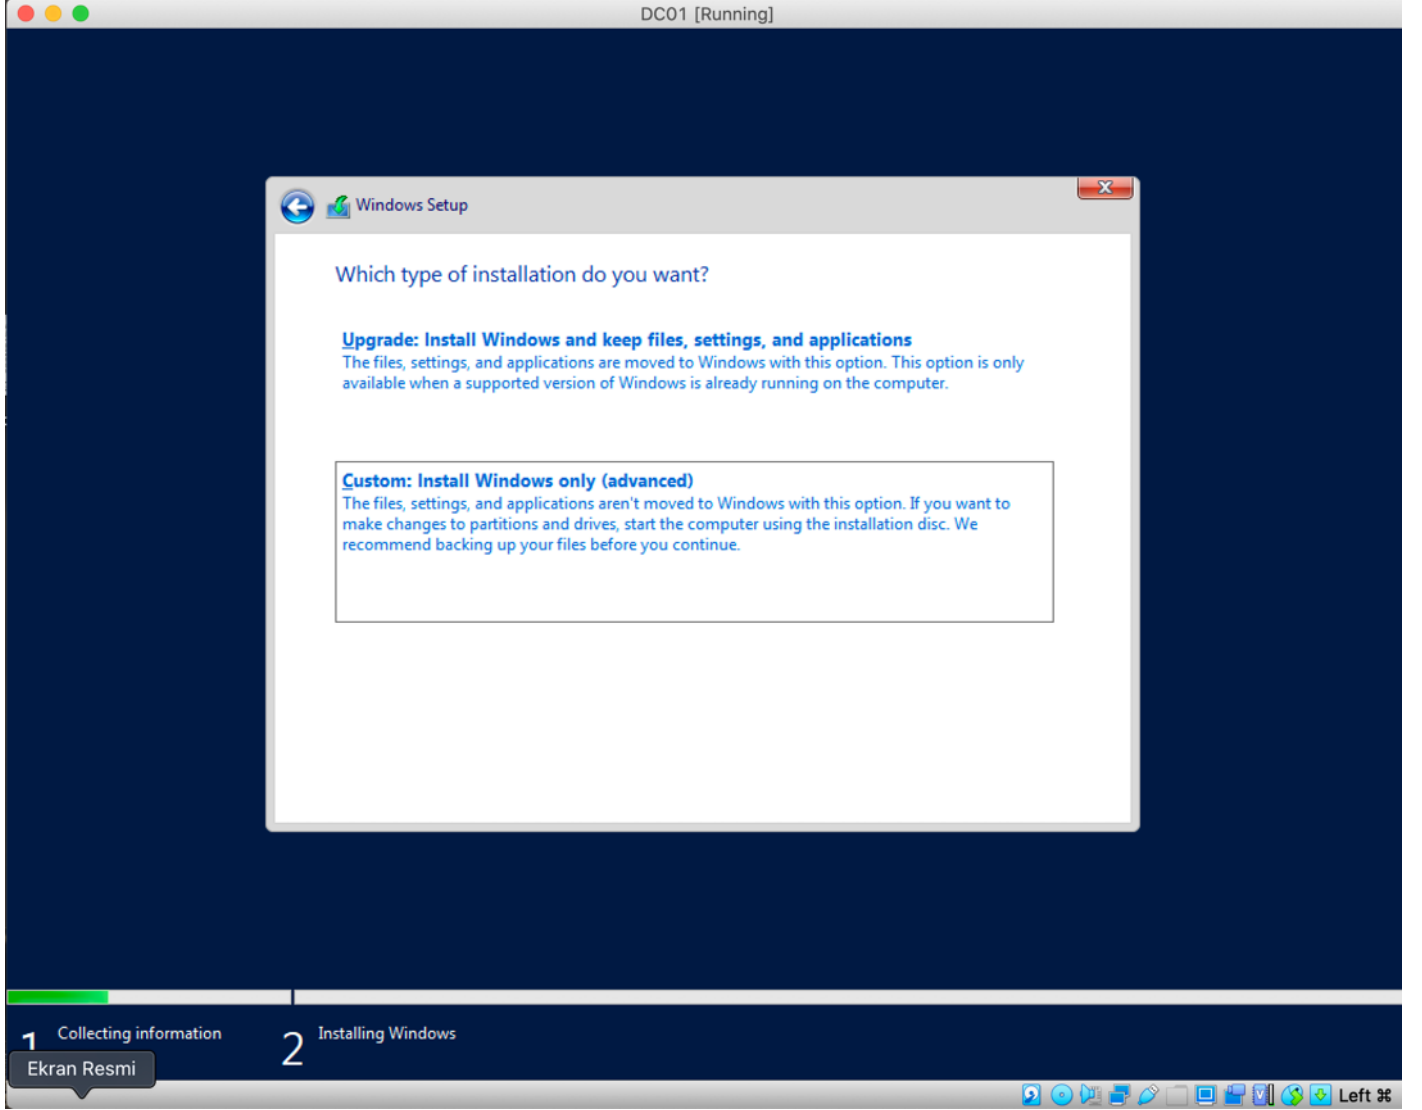 DC01 [Running]
Windows Setup
Which type of installation do you want?
Upgrade: Install Windows and keep files, settings, and applications
The files, settings, and applications are moved to Windows with this option. This option is only
available when a supported version of Windows is already running on the computer.
Custom: Install Windows only (advanced)
The files, settings, and applications aren't moved to Windows with this option. If you want to
make changes to partitions and drives, start the computer using the installation disc. We
recommend backing up your files before you continue.
1 Collecting information
2 Installing Windows
Ekran Resmi
Left ⌘